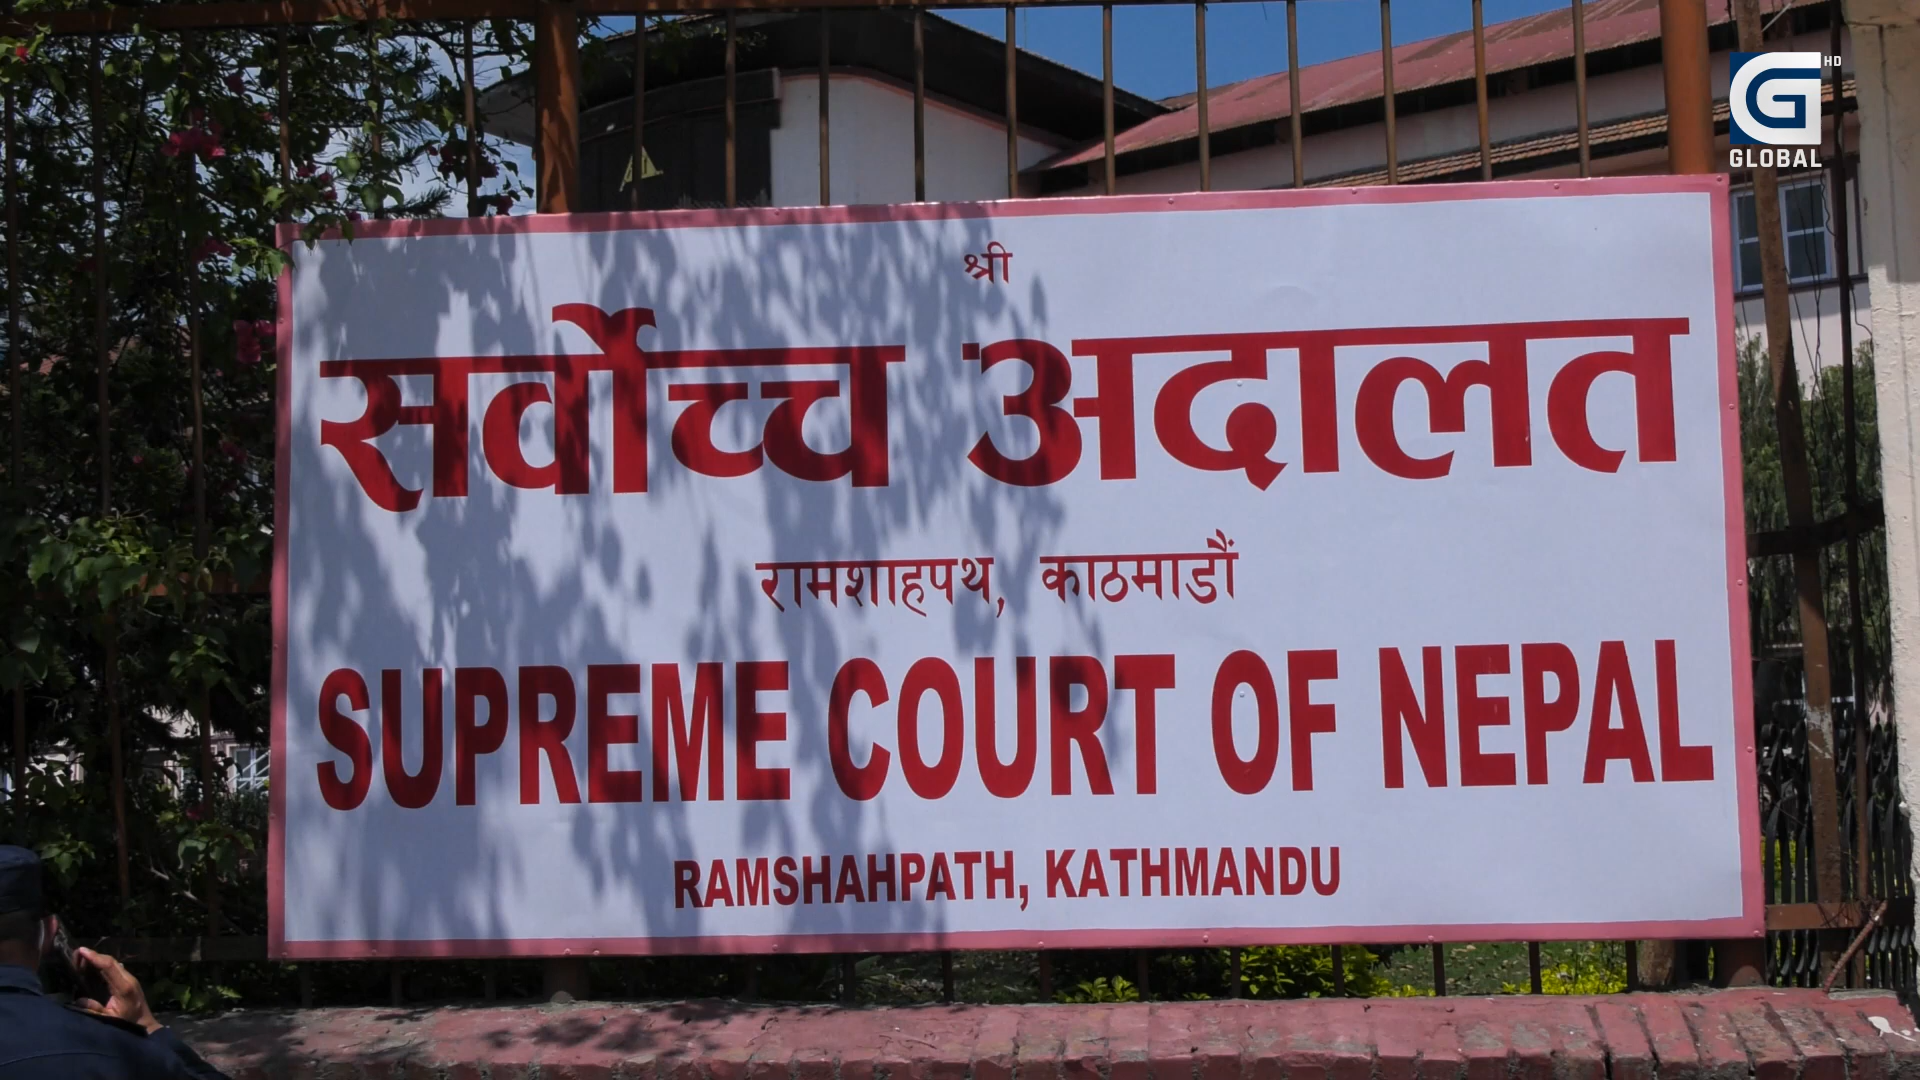 श्री
सर्वोच्च अदालत
रामशाहपथ, काठमाडौं
SUPREME COURT OF NEPAL
RAMSHAHPATH, KATHMANDU
G HD
GLOBAL